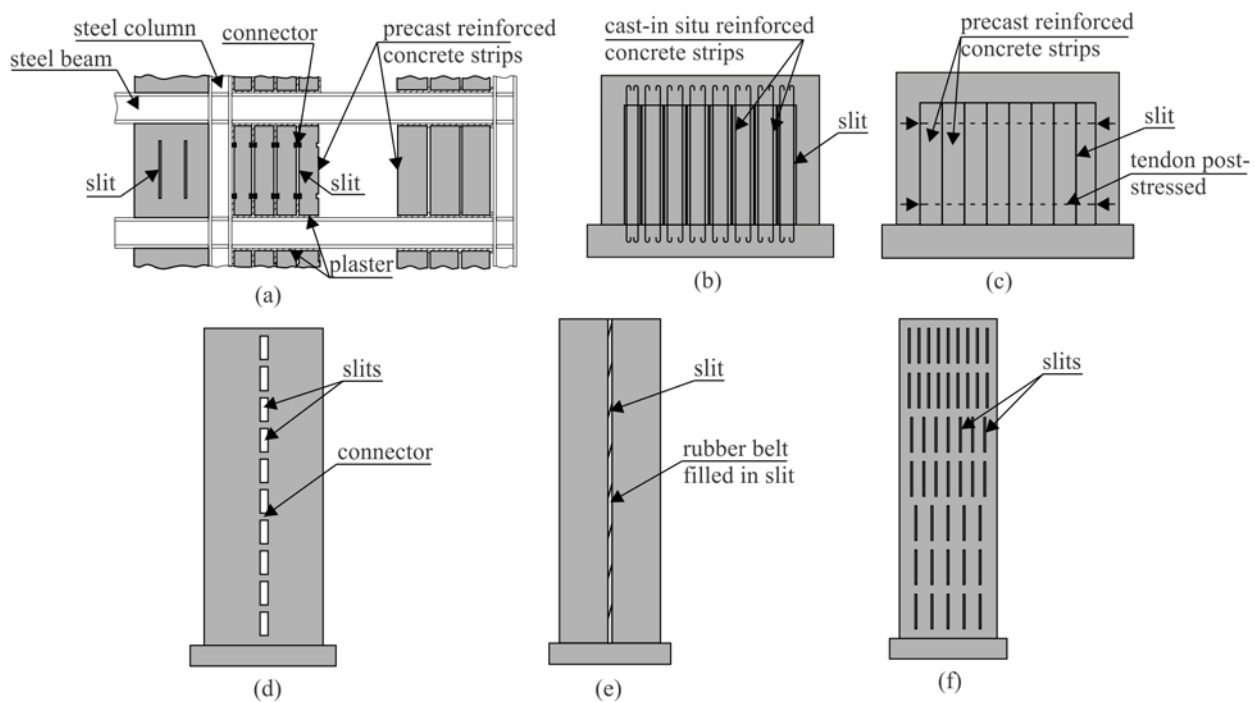 steel column
connector
precast reinforced
concrete strips
steel beam
slit
slit
plaster
(a)
cast-in situ reinforced
concrete strips
slit
(b)
precast reinforced
concrete strips
slit
tendon post-
stressed
(c)
slits
connector
(d)
slit
rubber belt
filled in slit
(e)
slits
(f)